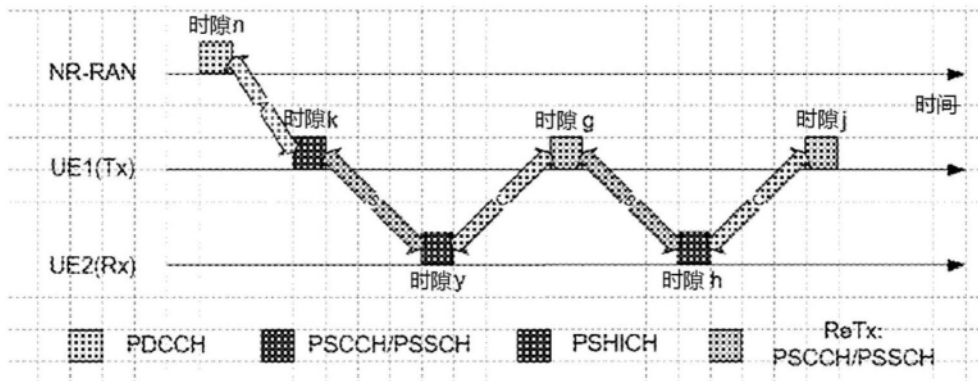 时隙n
NR-RAN
时间
时隙k
时隙g
时隙j
UE1(Tx)
UE2(Rx)
时隙y
时隙h
PDCCH
PSCCH/PSSCH
PSHICH
ReTx:
PSCCH/PSSCH